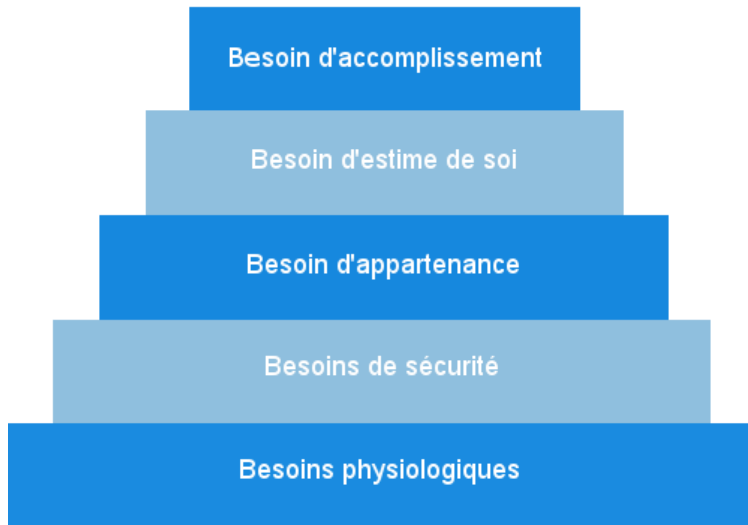 Besoin d'accomplissement
Besoin d'estime de soi
Besoin d'appartenance
Besoins de sécurité
Besoins physiologiques